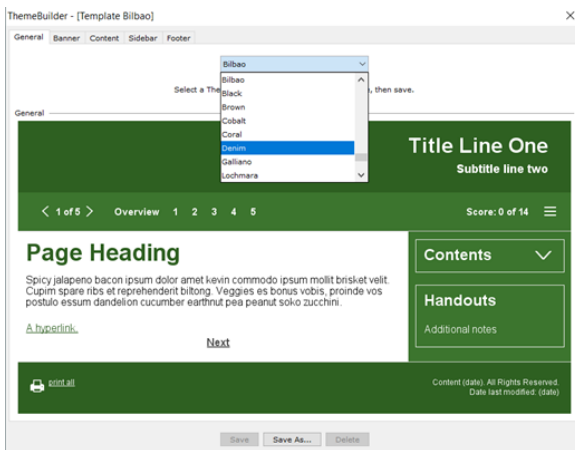 ThemeBuilder - [Template Bilbao]
General Banner Content Sidebar Footer
Bilbao
Bilbao
Black
Brown
Cobalt
Coral
Denim
Galliano
Lochmara
Select a The
, then save.
General
Title Line One
Subtitle line two
1 of 5 Overview 1 2 3 4 5
Score: 0 of 14
Page Heading
Spicy jalapeno bacon ipsum dolor amet kevin commodo ipsum mollit brisket velit.
Cupim spare ribs et reprehenderit biltong. Veggies es bonus vobis, proinde vos
postulo essum dandelion cucumber earthnut pea peanut soko zucchini.
A hyperlink.
Next
Contents
Handouts
Additional notes
print all
Content (date). All Rights Reserved.
Date last modified: (date)
Save Save As... Delete